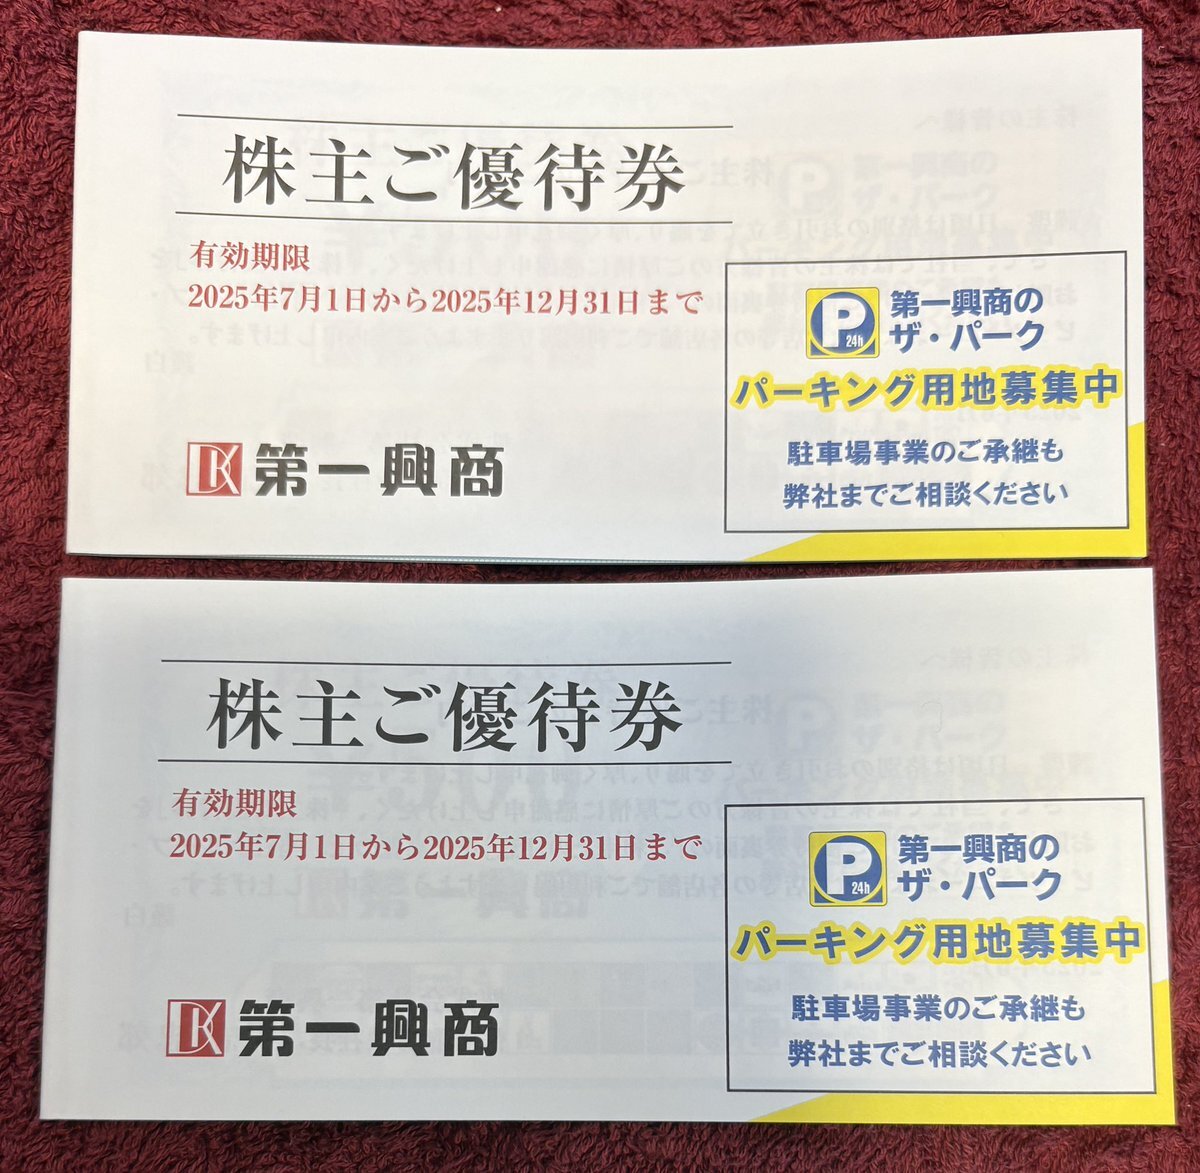 株主ご優待券
有効期限
2025年7月1日から2025年12月31日まで
P 24h
第一興商の
ザ・パーク
パーキング用地募集中
駐車場事業のご承継も
弊社までご相談ください
DK 第一興商
株主ご優待券
有効期限
2025年7月1日から2025年12月31日まで
P 24h
第一興商の
ザ・パーク
パーキング用地募集中
駐車場事業のご承継も
弊社までご相談ください
DK 第一興商